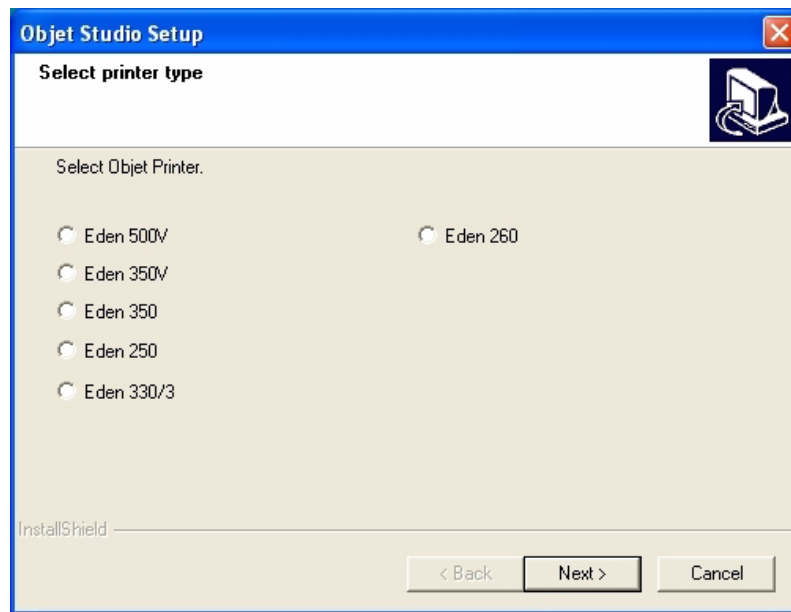 Objet Studio Setup
Select printer type
Select Objet Printer.
Eden 500V
Eden 260
Eden 350V
Eden 350
Eden 250
Eden 330/3
InstallShield
< Back
Next >
Cancel